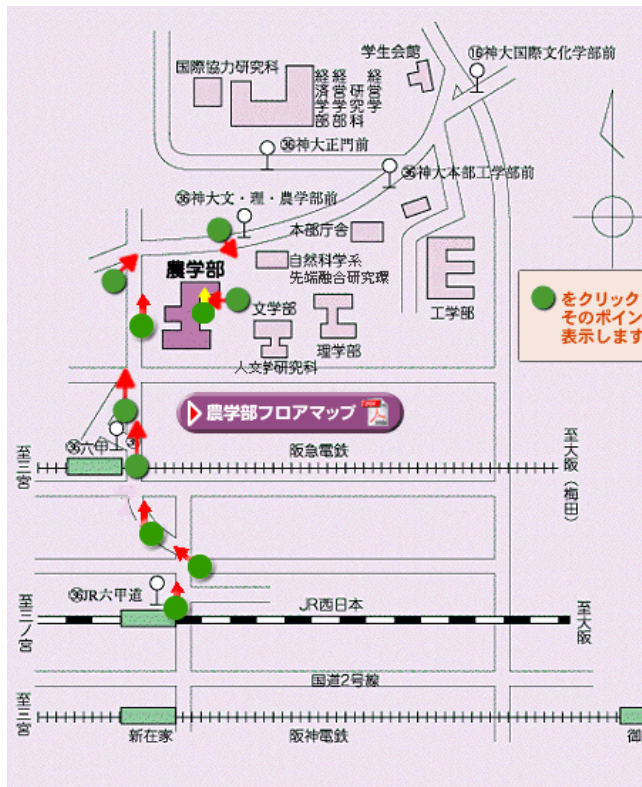 学生会館
⑯神大国際文化学部前
国際協力研究科
経済学部
経営学部
経営学研究科
㊱神大正門前
㊱神大本部工学部前
㊱神大文・理・農学部前
本部庁舎
農学部
自然科学系
先端融合研究環
文学部
理学部
工学部
人文学研究科
をクリック
そのポイン
表示します
農学部フロアマップ
㊱六甲
阪急電鉄
至三宮
至大阪(梅田)
㊱JR六甲道
JR西日本
至三ノ宮
至大阪
国道2号線
至三宮
新在家
阪神電鉄
御